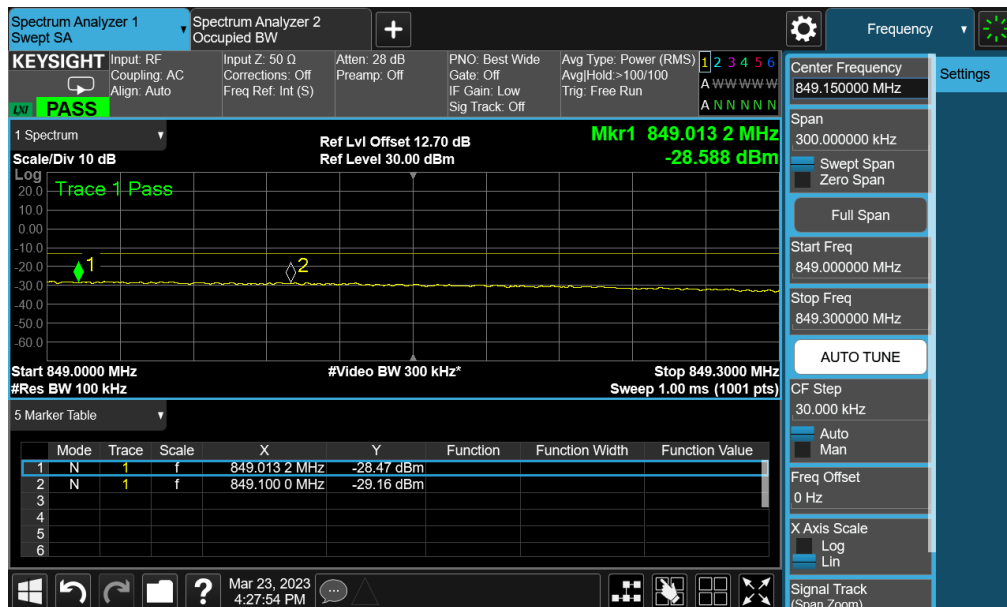 Spectrum Analyzer 1
Swept SA
Spectrum Analyzer 2
Occupied BW
Frequency
KEYSIGHT
LXI
PASS
Input: RF
Coupling: AC
Align: Auto
Input Z: 50 Ω
Corrections: Off
Freq Ref: Int (S)
Atten: 28 dB
Preamp: Off
PNO: Best Wide
Gate: Off
IF Gain: Low
Sig Track: Off
Avg Type: Power (RMS)
Avg|Hold:>100/100
Trig: Free Run
1 2 3 4 5 6
A W W W W W
A N N N N N
1 Spectrum
Scale/Div 10 dB
Ref Lvl Offset 12.70 dB
Ref Level 30.00 dBm
Mkr1 849.013 2 MHz
-28.588 dBm
Log
Trace 1 Pass
20.0
10.0
0.00
-10.0
-20.0
-30.0
-40.0
-50.0
-60.0
1
2
Start 849.0000 MHz
#Video BW 300 kHz*
Stop 849.3000 MHz
#Res BW 100 kHz
Sweep 1.00 ms (1001 pts)
5 Marker Table
Mode Trace Scale X Y Function Function Width Function Value
1 N 1 f 849.013 2 MHz -28.47 dBm
2 N 1 f 849.100 0 MHz -29.16 dBm
3
4
5
6
Mar 23, 2023
4:27:54 PM
?
Center Frequency
849.150000 MHz
Settings
Span
300.000000 kHz
Swept Span
Zero Span
Full Span
Start Freq
849.000000 MHz
Stop Freq
849.300000 MHz
AUTO TUNE
CF Step
30.000 kHz
Auto
Man
Freq Offset
0 Hz
X Axis Scale
Log
Lin
Signal Track
(Span Zoom)